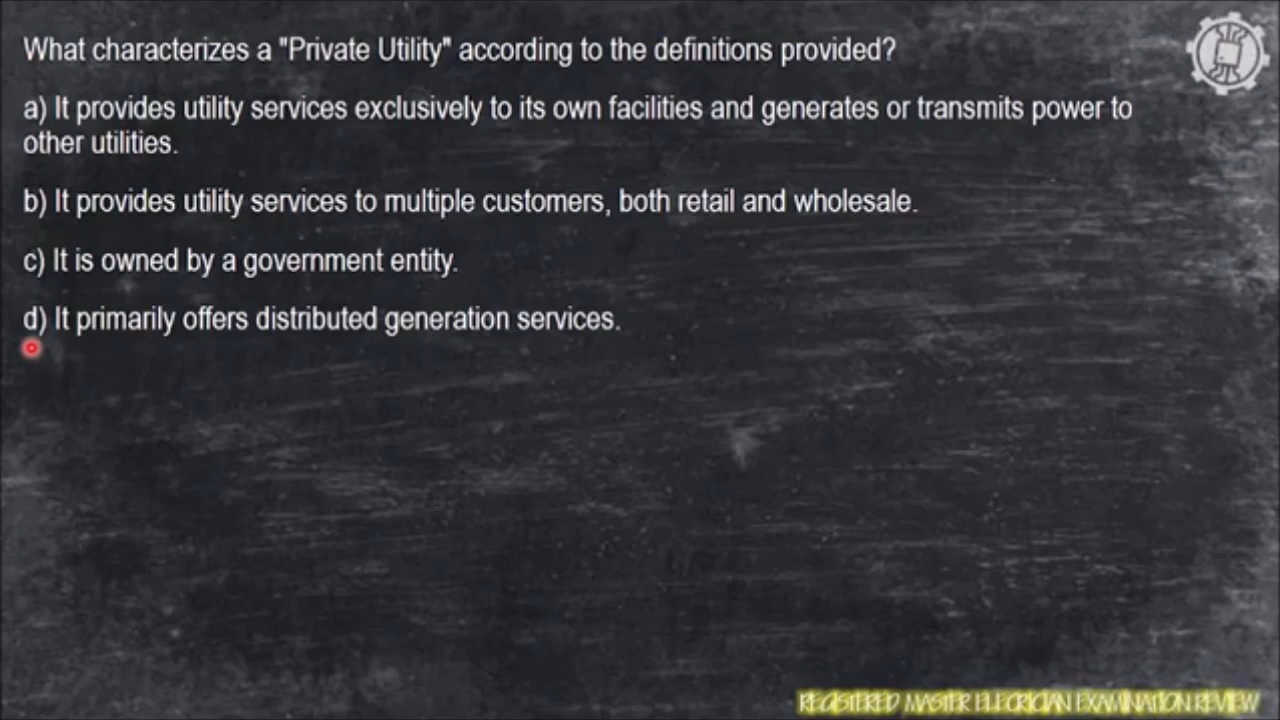 What characterizes a "Private Utility" according to the definitions provided?
a) It provides utility services exclusively to its own facilities and generates or transmits power to
other utilities.
b) It provides utility services to multiple customers, both retail and wholesale.
c) It is owned by a government entity.
d) It primarily offers distributed generation services.
REGISTERED MASTER ELECRICIAN EXAMINATION REVIEW